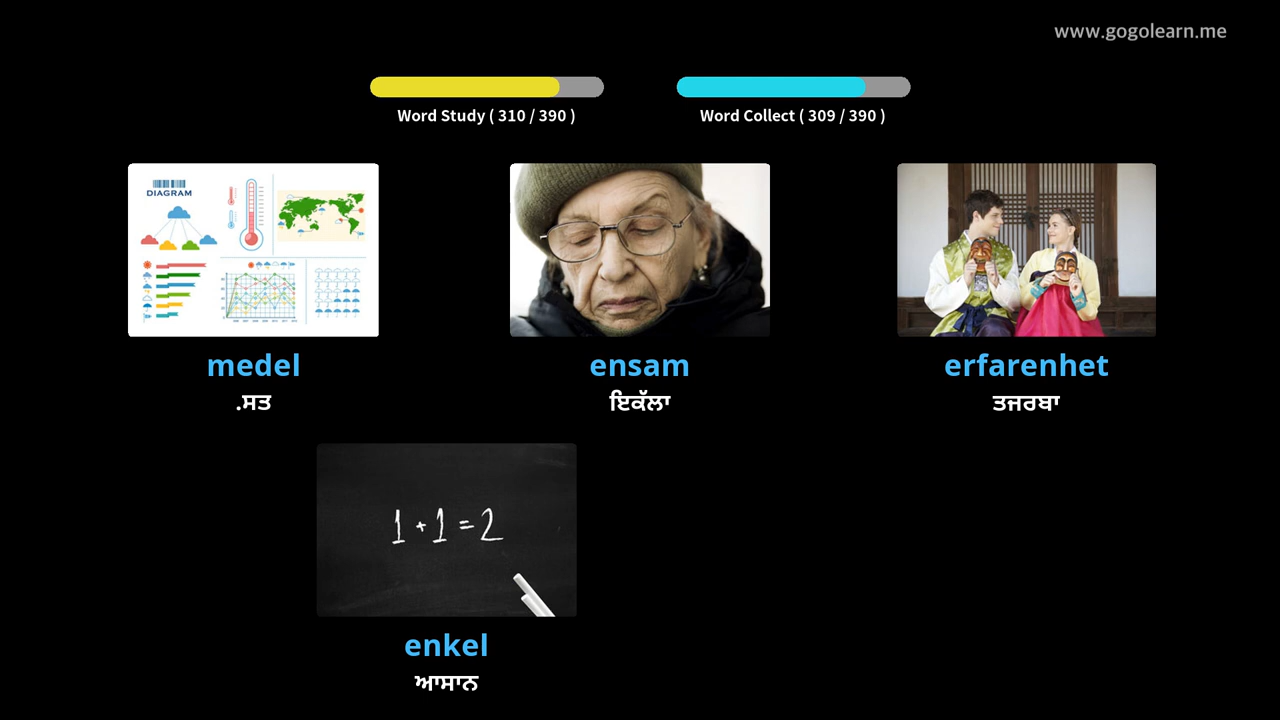 www.gogolearn.me
Word Study ( 310 / 390 )
Word Collect ( 309 / 390 )
DIAGRAM
medel
.ਸਤ
ensam
ਇਕੱਲਾ
erfarenhet
ਤਜਰਬਾ
1 + 1 = 2
enkel
ਆਸਾਨ